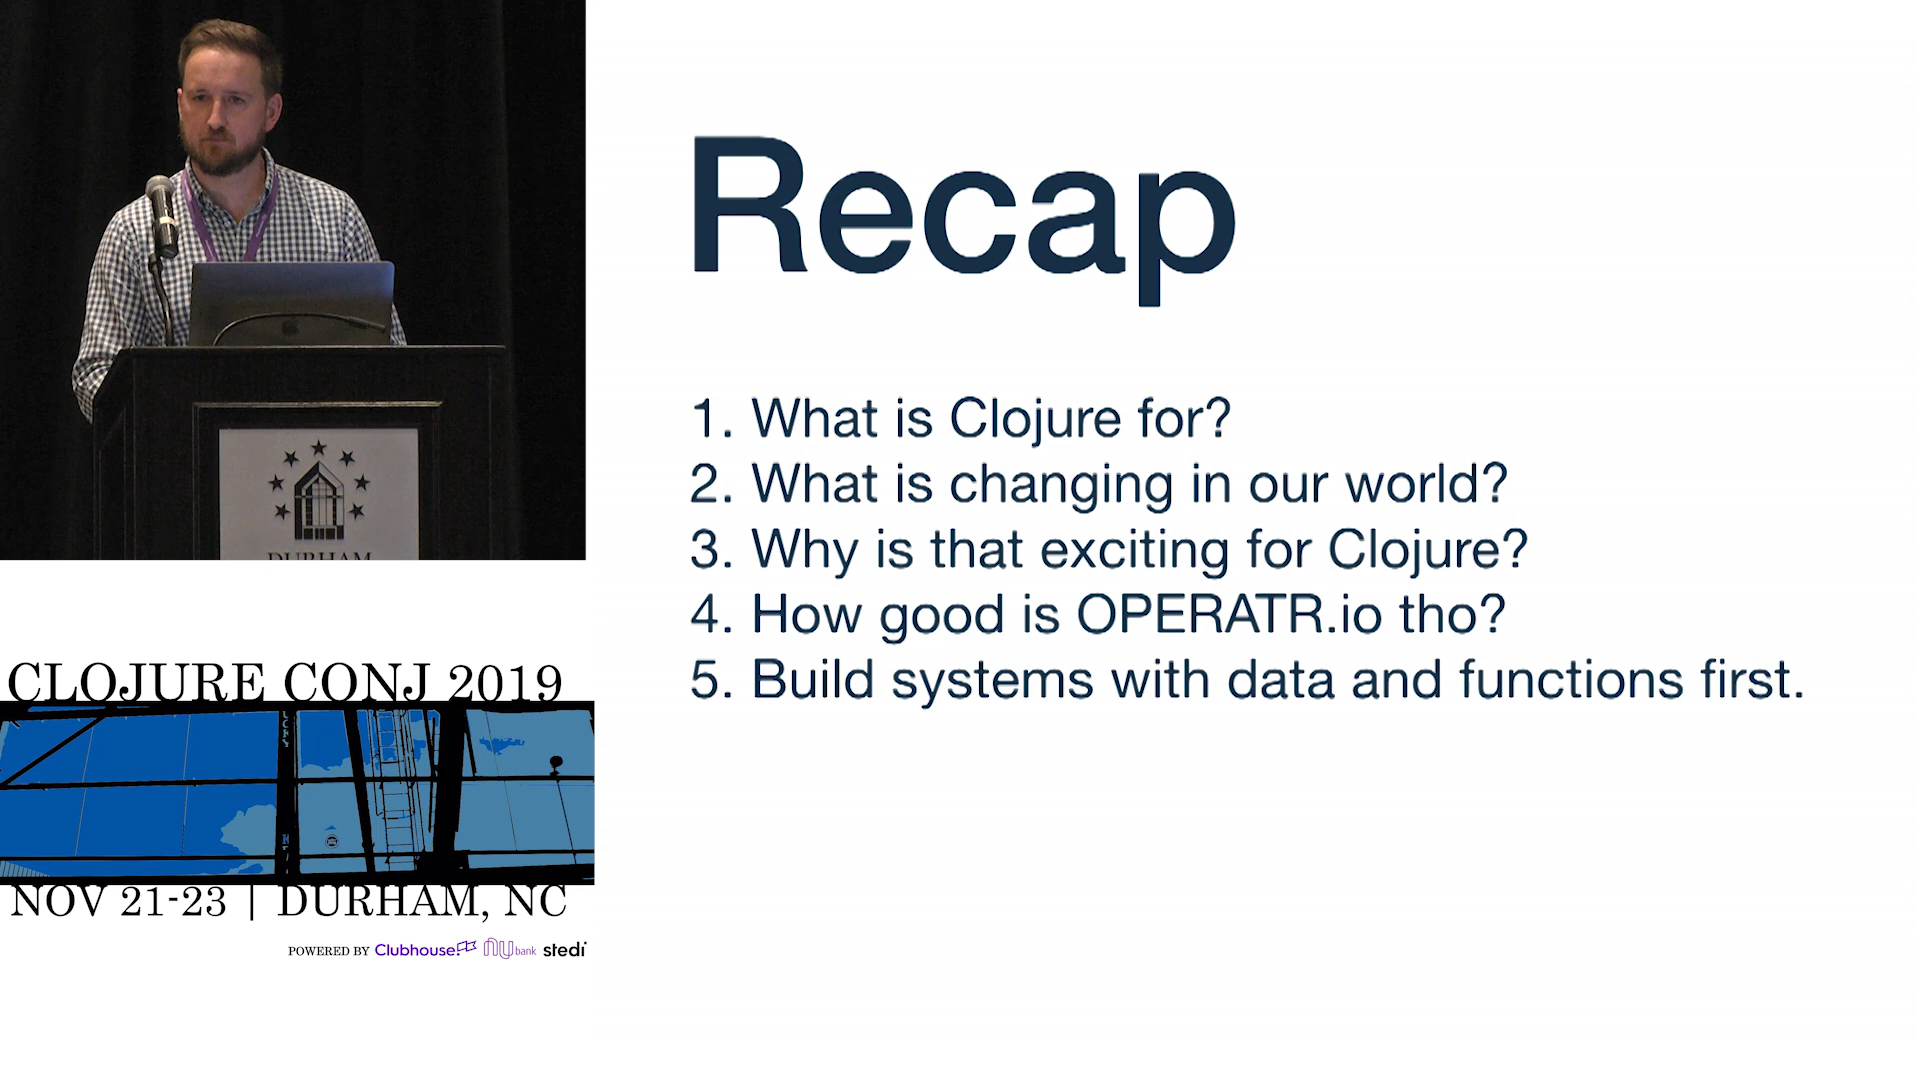 Recap
1. What is Clojure for?
2. What is changing in our world?
3. Why is that exciting for Clojure?
4. How good is OPERATR.io tho?
5. Build systems with data and functions first.
DURHAM
CLOJURE CONJ 2019
NOV 21-23 | DURHAM, NC
POWERED BY Clubhouse nu bank stedi